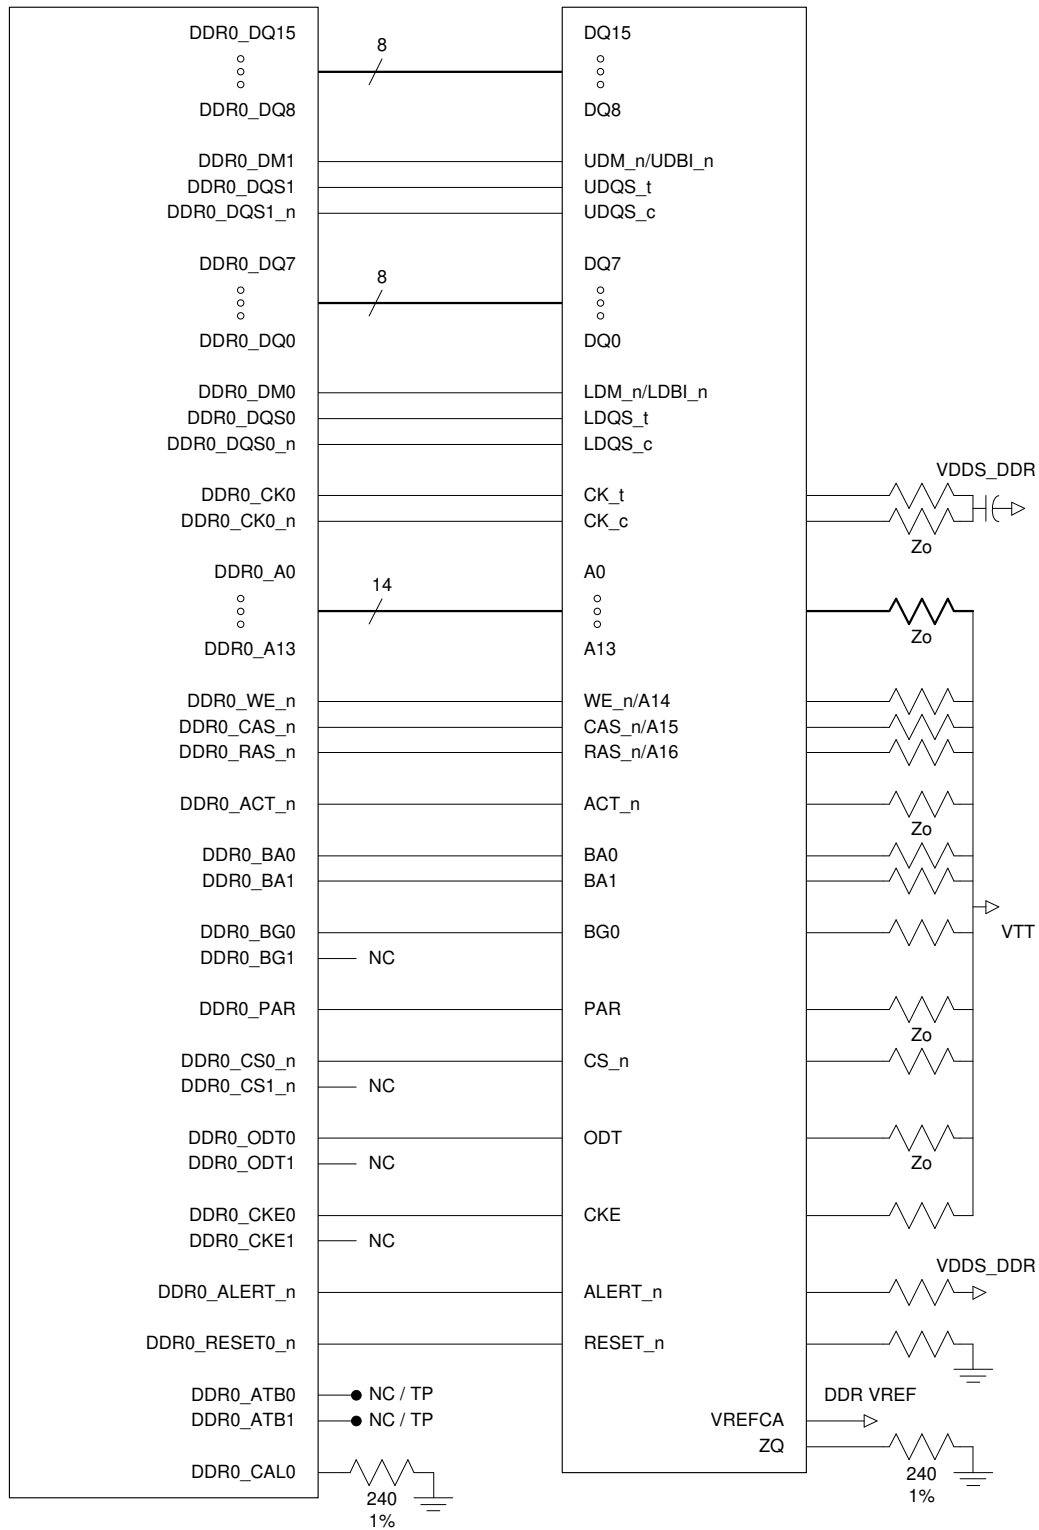 DDR0_DQ15 8 DQ15
DDR0_DQ8 DQ8
DDR0_DM1 UDM_n/UDBI_n
DDR0_DQS1 UDQS_t
DDR0_DQS1_n UDQS_c
DDR0_DQ7 8 DQ7
DDR0_DQ0 DQ0
DDR0_DM0 LDM_n/LDBI_n
DDR0_DQS0 LDQS_t
DDR0_DQS0_n LDQS_c
VDDS_DDR
DDR0_CK0 CK_t
DDR0_CK0_n CK_c
Zo
DDR0_A0 14 A0
Zo
DDR0_A13 A13
DDR0_WE_n WE_n/A14
DDR0_CAS_n CAS_n/A15
DDR0_RAS_n RAS_n/A16
DDR0_ACT_n ACT_n
Zo
DDR0_BA0 BA0
DDR0_BA1 BA1
DDR0_BG0 BG0 VTT
DDR0_BG1 NC
DDR0_PAR PAR
Zo
DDR0_CS0_n CS_n
DDR0_CS1_n NC
DDR0_ODT0 ODT
DDR0_ODT1 NC Zo
DDR0_CKE0 CKE
DDR0_CKE1 NC
VDDS_DDR
DDR0_ALERT_n ALERT_n
DDR0_RESET0_n RESET_n
DDR0_ATB0 NC / TP DDR VREF
DDR0_ATB1 NC / TP VREFCA
ZQ
DDR0_CAL0 240
1%
240
1%